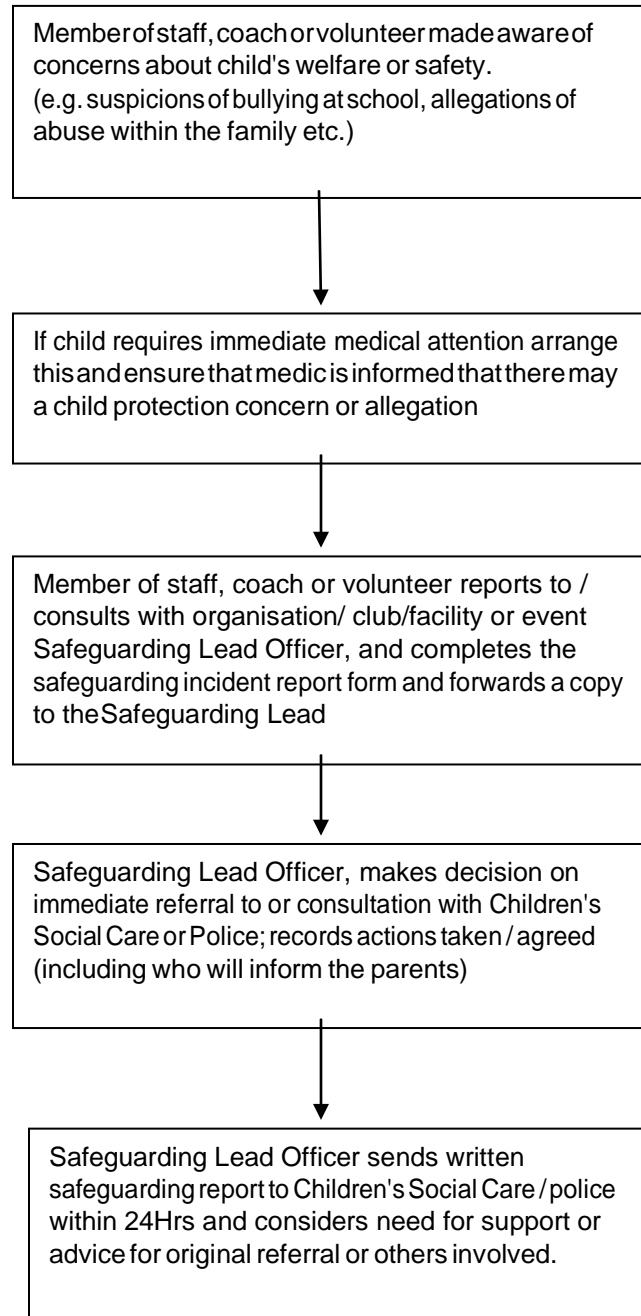 Member of staff, coach or volunteer made aware of
concerns about child's welfare or safety.
(e.g. suspicions of bullying at school, allegations of
abuse within the family etc.)
If child requires immediate medical attention arrange
this and ensure that medic is informed that there may
a child protection concern or allegation
Member of staff, coach or volunteer reports to /
consults with organisation/ club/facility or event
Safeguarding Lead Officer, and completes the
safeguarding incident report form and forwards a copy
to the Safeguarding Lead
Safeguarding Lead Officer, makes decision on
immediate referral to or consultation with Children's
Social Care or Police; records actions taken / agreed
(including who will inform the parents)
Safeguarding Lead Officer sends written
safeguarding report to Children's Social Care / police
within 24Hrs and considers need for support or
advice for original referral or others involved.